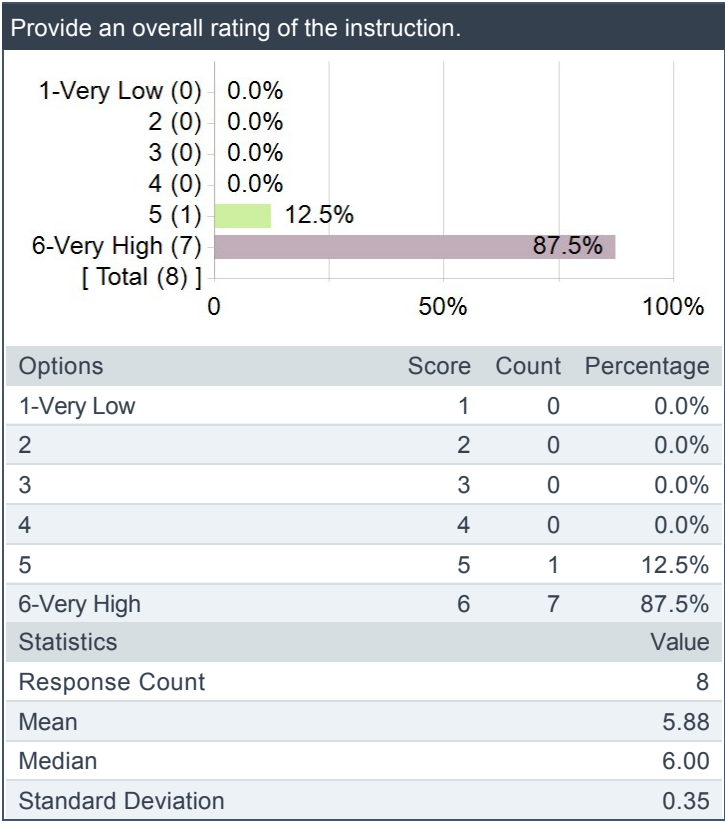 Provide an overall rating of the instruction.
1-Very Low (0) 0.0%
2 (0) 0.0%
3 (0) 0.0%
4 (0) 0.0%
5 (1) 12.5%
6-Very High (7) 87.5%
[ Total (8) ]
0 50% 100%
Options Score Count Percentage
1-Very Low 1 0 0.0%
2 2 0 0.0%
3 3 0 0.0%
4 4 0 0.0%
5 5 1 12.5%
6-Very High 6 7 87.5%
Statistics Value
Response Count 8
Mean 5.88
Median 6.00
Standard Deviation 0.35